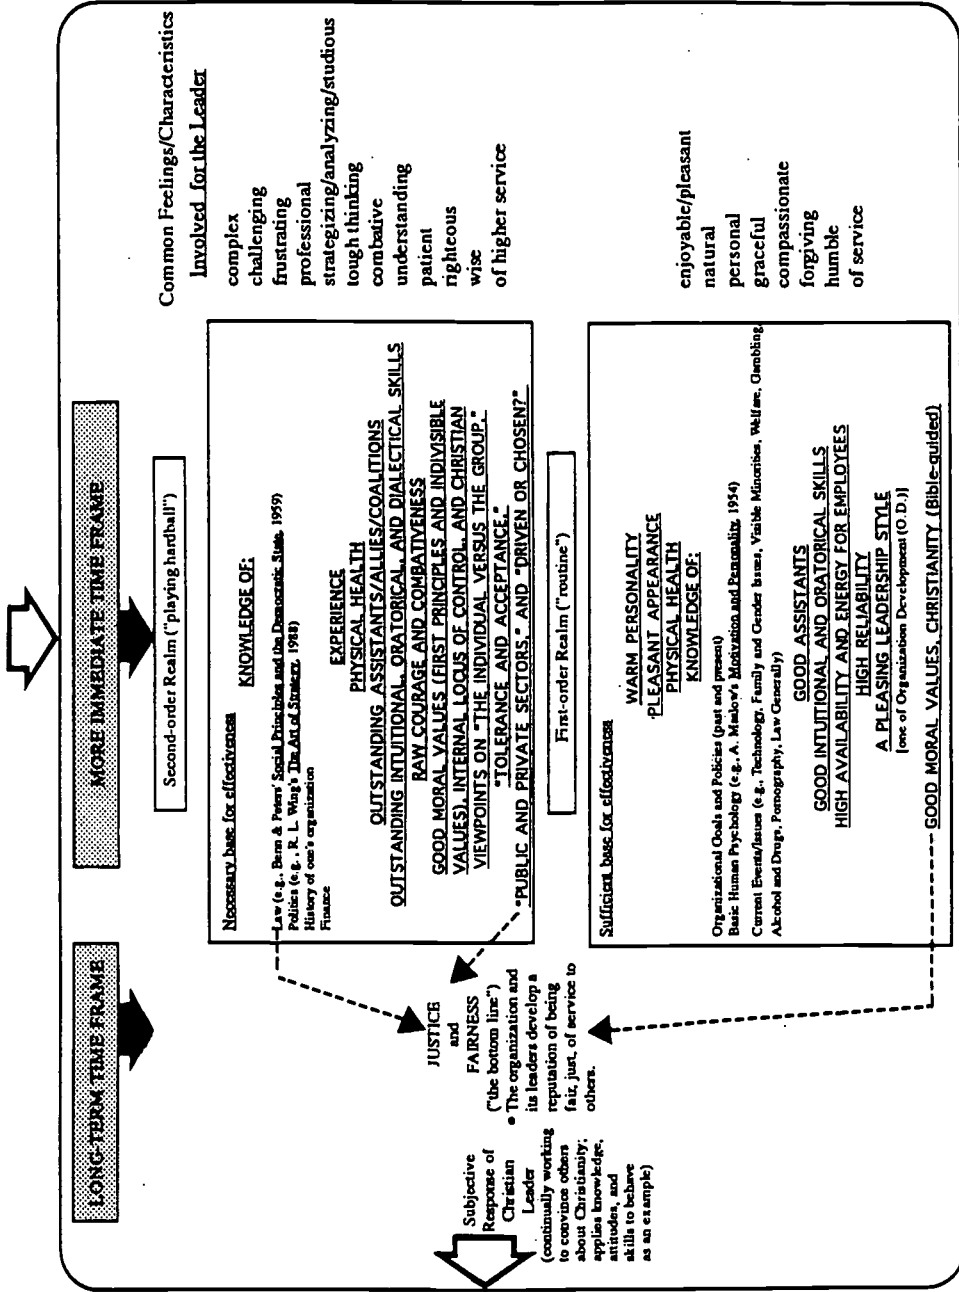 LONG-TERM TIME FRAME
MORE IMMEDIATE TIME FRAME
Subjective
Response of
Christian
Leader
(continually working
to convince others
about Christianity;
applies knowledge,
attitudes, and
skills to behave
as an example)
JUSTICE
and
FAIRNESS
("the bottom line")
• The organization and
its leaders develop a
reputation of being
fair, just, of service to
others.
Second-order Realm ("playing hardball")
Necessary base for effectiveness
KNOWLEDGE OF:
Law (e.g., Benn & Peters' Social Principles and the Democratic State, 1959)
Politics (e.g., R. L. Wing's The Art of Strategy, 1988)
History of one's organization
Finance
EXPERIENCE
PHYSICAL HEALTH
OUTSTANDING ASSISTANTS/ALLIES/COALITIONS
OUTSTANDING INTUITIONAL, ORATORICAL, AND DIALECTICAL SKILLS
RAW COURAGE AND COMBATIVENESS
GOOD MORAL VALUES (FIRST PRINCIPLES AND INDIVISIBLE
VALUES), INTERNAL LOCUS OF CONTROL, AND CHRISTIAN
VIEWPOINTS ON "THE INDIVIDUAL VERSUS THE GROUP,"
"TOLERANCE AND ACCEPTANCE,"
"PUBLIC AND PRIVATE SECTORS," AND "DRIVEN OR CHOSEN?"
First-order Realm ("routine")
Sufficient base for effectiveness
WARM PERSONALITY
PLEASANT APPEARANCE
PHYSICAL HEALTH
KNOWLEDGE OF:
Organizational Goals and Policies (past and present)
Basic Human Psychology (e.g., A. Maslow's Motivation and Personality, 1954)
Current Events/Issues (e.g., Technology, Family and Gender Issues, Visible Minorities, Welfare, Gambling,
Alcohol and Drugs, Pornography, Law Generally)
GOOD ASSISTANTS
GOOD INTUITIONAL AND ORATORICAL SKILLS
HIGH AVAILABILITY AND ENERGY FOR EMPLOYEES
HIGH RELIABILITY
A PLEASING LEADERSHIP STYLE
[one of Organization Development (O.D.)]
GOOD MORAL VALUES, CHRISTIANITY (Bible-guided)
Common Feelings/Characteristics
Involved for the Leader
complex
challenging
frustrating
professional
strategizing/analyzing/studious
tough thinking
combative
understanding
patient
righteous
wise
of higher service
enjoyable/pleasant
natural
personal
graceful
compassionate
forgiving
humble
of service